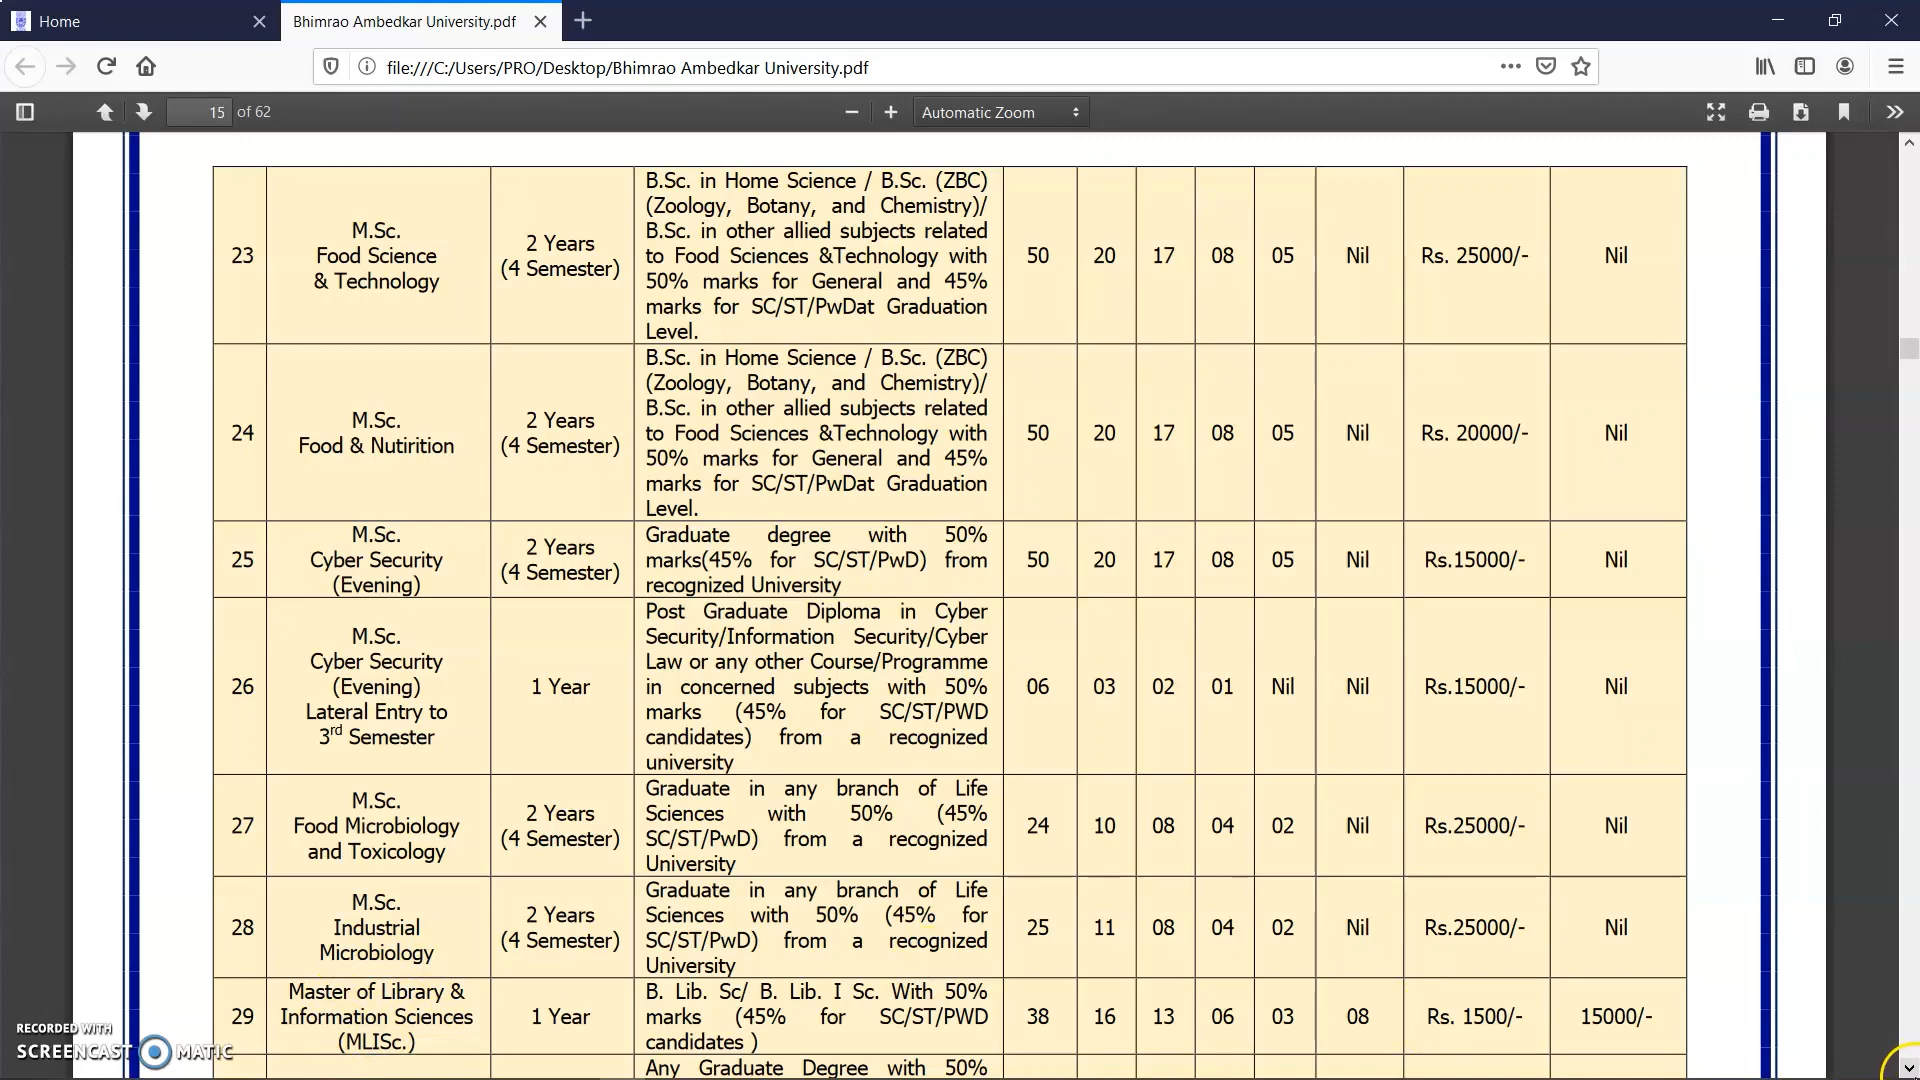 Home
Bhimrao Ambedkar University.pdf
file:///C:/Users/PRO/Desktop/Bhimrao Ambedkar University.pdf
15 of 62
Automatic Zoom
23
M.Sc.
Food Science
& Technology
2 Years
(4 Semester)
B.Sc. in Home Science / B.Sc. (ZBC)
(Zoology, Botany, and Chemistry)/
B.Sc. in other allied subjects related
to Food Sciences &Technology with
50% marks for General and 45%
marks for SC/ST/PwDat Graduation
Level.
50 20 17 08 05 Nil Rs. 25000/- Nil
24
M.Sc.
Food & Nutirition
2 Years
(4 Semester)
B.Sc. in Home Science / B.Sc. (ZBC)
(Zoology, Botany, and Chemistry)/
B.Sc. in other allied subjects related
to Food Sciences &Technology with
50% marks for General and 45%
marks for SC/ST/PwDat Graduation
Level.
50 20 17 08 05 Nil Rs. 20000/- Nil
25
M.Sc.
Cyber Security
(Evening)
2 Years
(4 Semester)
Graduate degree with 50%
marks(45% for SC/ST/PwD) from
recognized University
50 20 17 08 05 Nil Rs.15000/- Nil
26
M.Sc.
Cyber Security
(Evening)
Lateral Entry to
3rd Semester
1 Year
Post Graduate Diploma in Cyber
Security/Information Security/Cyber
Law or any other Course/Programme
in concerned subjects with 50%
marks (45% for SC/ST/PWD
candidates) from a recognized
university
06 03 02 01 Nil Nil Rs.15000/- Nil
27
M.Sc.
Food Microbiology
and Toxicology
2 Years
(4 Semester)
Graduate in any branch of Life
Sciences with 50% (45%
SC/ST/PwD) from a recognized
University
24 10 08 04 02 Nil Rs.25000/- Nil
28
M.Sc.
Industrial
Microbiology
2 Years
(4 Semester)
Graduate in any branch of Life
Sciences with 50% (45% for
SC/ST/PwD) from a recognized
University
25 11 08 04 02 Nil Rs.25000/- Nil
29
Master of Library &
Information Sciences
(MLISc.)
1 Year
B. Lib. Sc/ B. Lib. I Sc. With 50%
marks (45% for SC/ST/PWD
candidates )
38 16 13 06 03 08 Rs. 1500/- 15000/-
Any Graduate Degree with 50%
RECORDED WITH
SCREENCAST MATIC